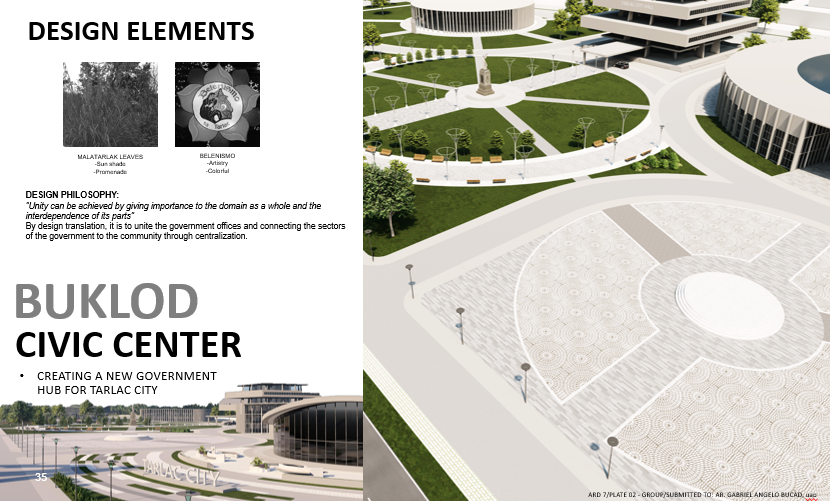 DESIGN ELEMENTS
MALATARLAK LEAVES
-Sun shade
-Promenade
BELENISMO
-Artistry
-Colorful
DESIGN PHILOSOPHY:
"Unity can be achieved by giving importance to the domain as a whole and the
interdependence of its parts"
By design translation, it is to unite the government offices and connecting the sectors
of the government to the community through centralization.
BUKLOD
CIVIC CENTER
• CREATING A NEW GOVERNMENT
HUB FOR TARLAC CITY
TARLAC CITY
35
ARD 7/PLATE 02 - GROUP/SUBMITTED TO: AR. GABRIEL ANGELO BUCAD, uap